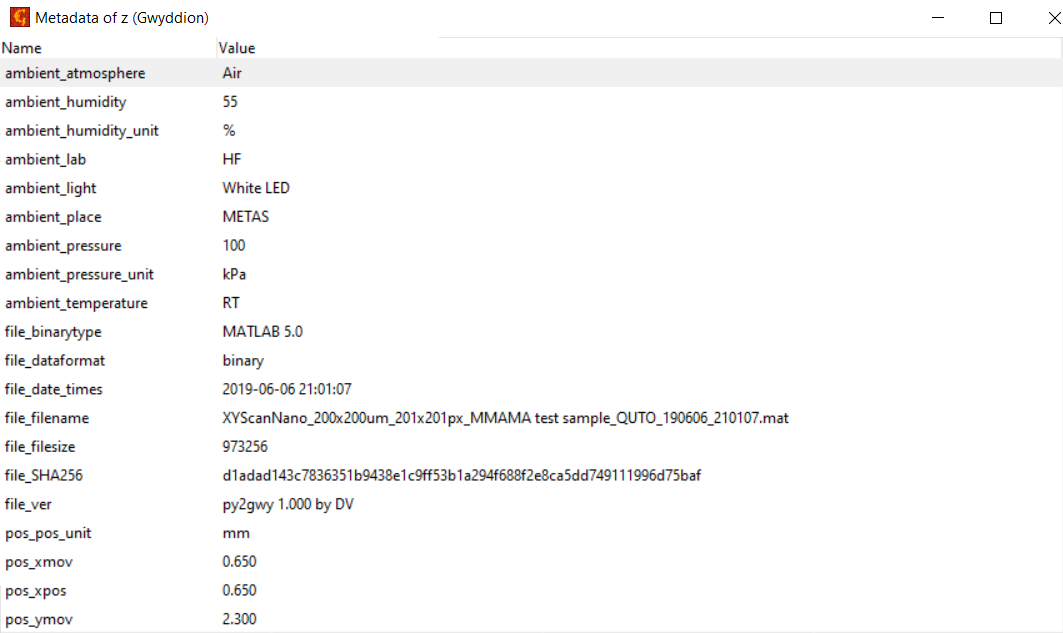 Metadata of z (Gwyddion)
Name Value
ambient_atmosphere Air
ambient_humidity 55
ambient_humidity_unit %
ambient_lab HF
ambient_light White LED
ambient_place METAS
ambient_pressure 100
ambient_pressure_unit kPa
ambient_temperature RT
file_binarytype MATLAB 5.0
file_dataformat binary
file_date_times 2019-06-06 21:01:07
file_filename XYScanNano_200x200um_201x201px_MMAMA test sample_QUTO_190606_210107.mat
file_filesize 973256
file_SHA256 d1adad143c7836351b9438e1c9ff53b1a294f688f2e8ca5dd749111996d75baf
file_ver py2gwy 1.000 by DV
pos_pos_unit mm
pos_xmov 0.650
pos_xpos 0.650
pos_ymov 2.300